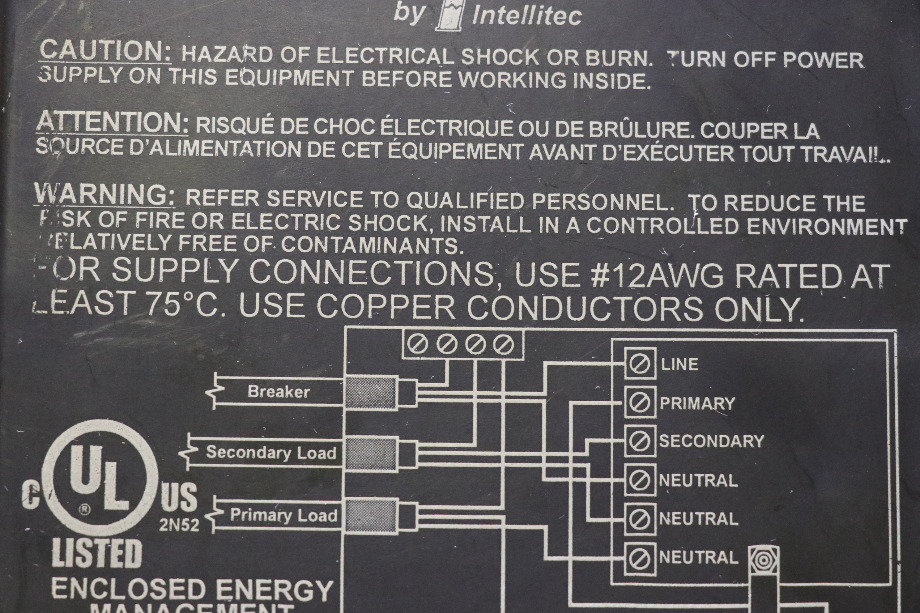 by Intellitec
CAUTION: HAZARD OF ELECTRICAL SHOCK OR BURN. TURN OFF POWER
SUPPLY ON THIS EQUIPMENT BEFORE WORKING INSIDE.
ATTENTION: RISQUÉ DE CHOC ÉLECTRIQUE OU DE BRÛLURE. COUPER LA
SOURCE D'ALIMENTATION DE CET ÉQUIPEMENT AVANT D'EXÉCUTER TOUT TRAVAIL.
WARNING: REFER SERVICE TO QUALIFIED PERSONNEL. TO REDUCE THE
RISK OF FIRE OR ELECTRIC SHOCK, INSTALL IN A CONTROLLED ENVIRONMENT
RELATIVELY FREE OF CONTAMINANTS.
FOR SUPPLY CONNECTIONS, USE #12AWG RATED AT
LEAST 75°C. USE COPPER CONDUCTORS ONLY.
LINE
Breaker
PRIMARY
SECONDARY
Secondary Load
NEUTRAL
C UL ® US
2N52
Primary Load
NEUTRAL
NEUTRAL
LISTED
ENCLOSED ENERGY
MANAGEMENT